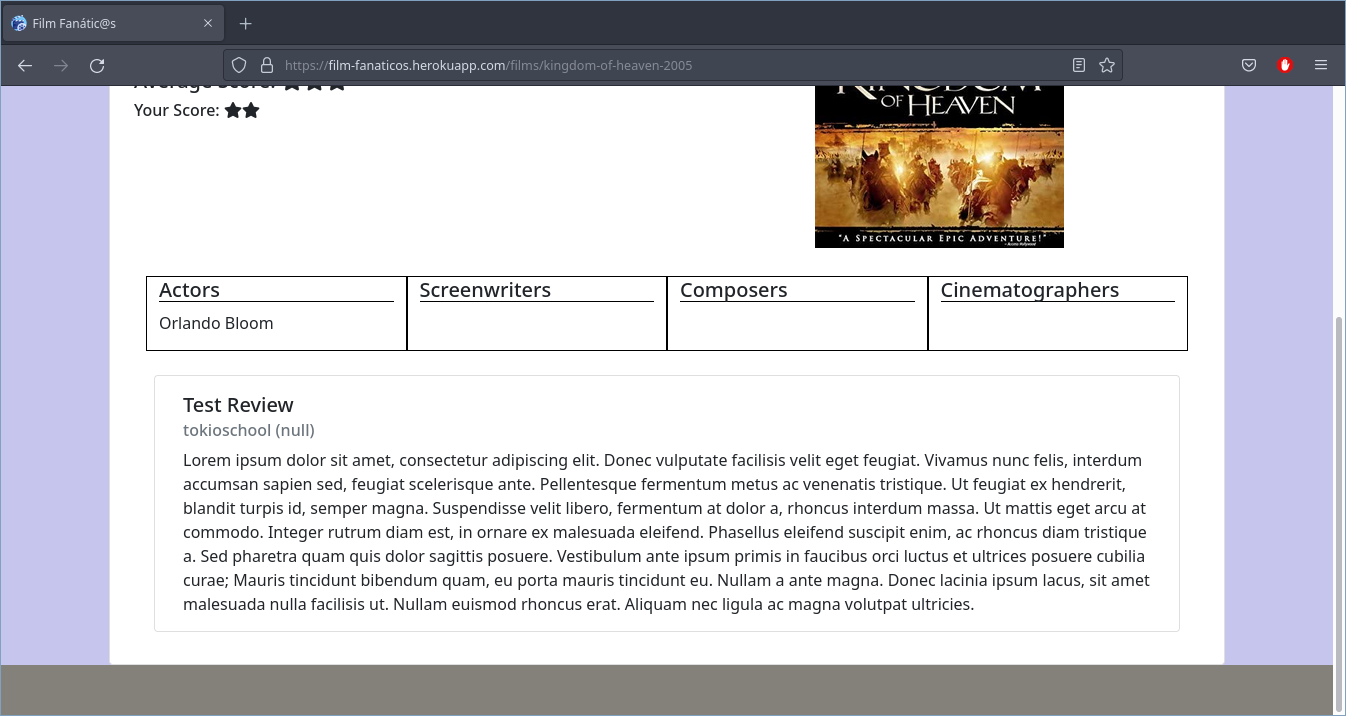 Film Fanátic@s
https://film-fanaticos.herokuapp.com/films/kingdom-of-heaven-2005
Average Score:
Your Score:
KINGDOM
OF HEAVEN
"A SPECTACULAR EPIC ADVENTURE!"
Actors
Screenwriters
Composers
Cinematographers
Orlando Bloom
Test Review
tokioschool (null)
Lorem ipsum dolor sit amet, consectetur adipiscing elit. Donec vulputate facilisis velit eget feugiat. Vivamus nunc felis, interdum
accumsan sapien sed, feugiat scelerisque ante. Pellentesque fermentum metus ac venenatis tristique. Ut feugiat ex hendrerit,
blandit turpis id, semper magna. Suspendisse velit libero, fermentum at dolor a, rhoncus interdum massa. Ut mattis eget arcu at
commodo. Integer rutrum diam est, in ornare ex malesuada eleifend. Phasellus eleifend suscipit enim, ac rhoncus diam tristique
a. Sed pharetra quam quis dolor sagittis posuere. Vestibulum ante ipsum primis in faucibus orci luctus et ultrices posuere cubilia
curae; Mauris tincidunt bibendum quam, eu porta mauris tincidunt eu. Nullam a ante magna. Donec lacinia ipsum lacus, sit amet
malesuada nulla facilisis ut. Nullam euismod rhoncus erat. Aliquam nec ligula ac magna volutpat ultricies.